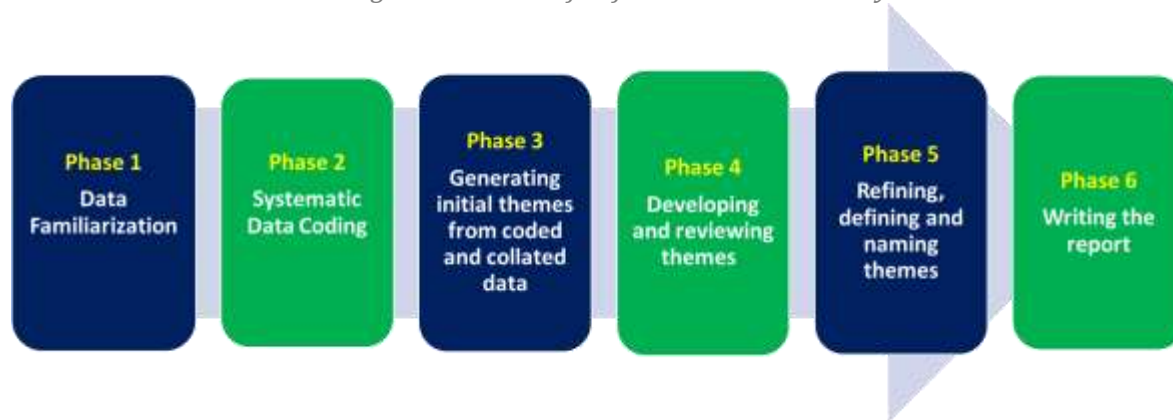 Phase 1
Data
Familiarization
Phase 2
Systematic
Data Coding
Phase 3
Generating
initial themes
from coded
and collated
data
Phase 4
Developing
and reviewing
themes
Phase 5
Refining,
defining and
naming
themes
Phase 6
Writing the
report